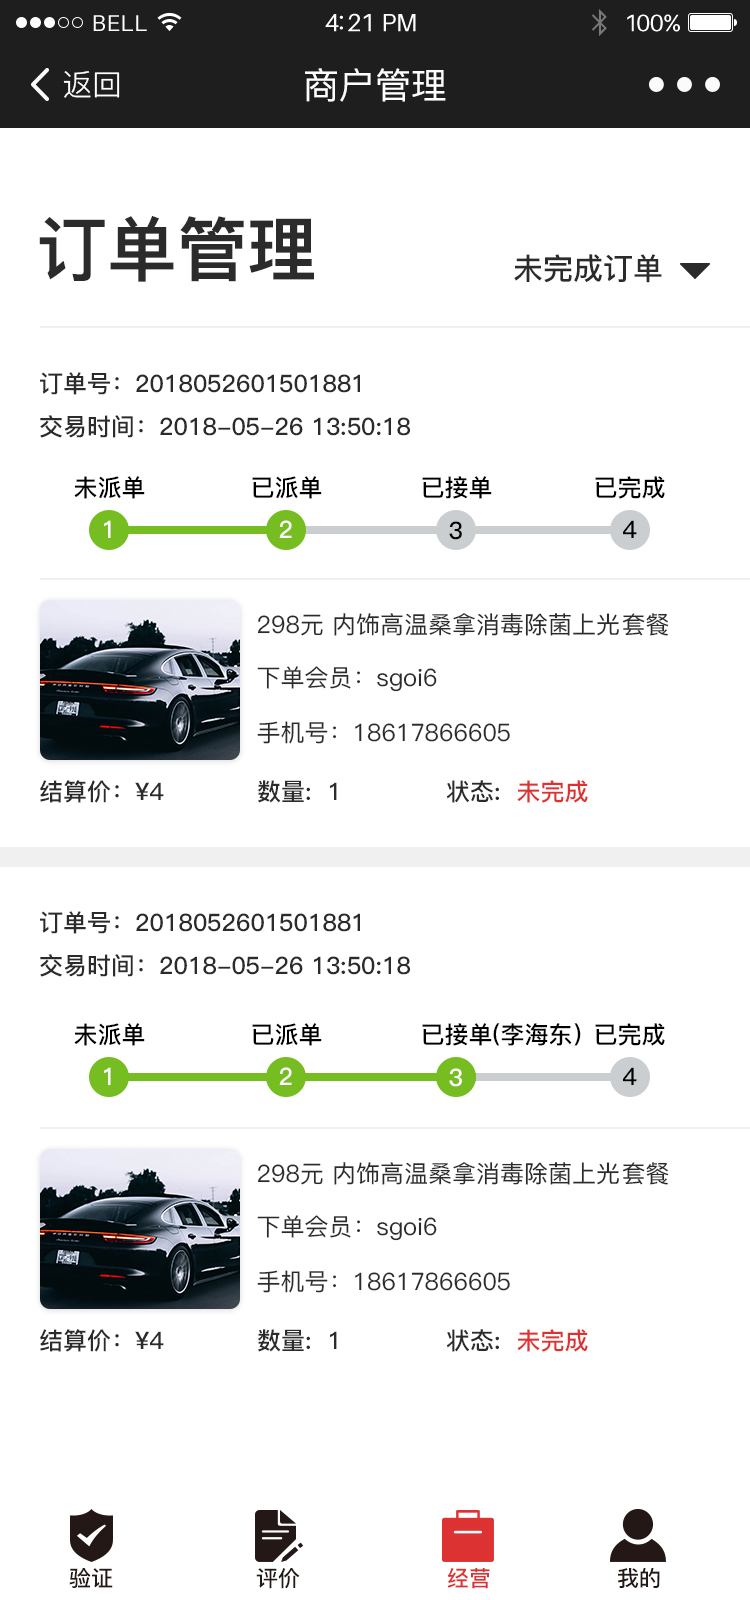 BELL 4:21 PM 100%
返回 商户管理
订单管理
未完成订单
订单号：2018052601501881
交易时间：2018-05-26 13:50:18
未派单 已派单 已接单 已完成
1 2 3 4
298元 内饰高温桑拿消毒除菌上光套餐
下单会员：sgoi6
手机号：18617866605
PORSCHE
结算价：¥4 数量: 1 状态: 未完成
订单号：2018052601501881
交易时间：2018-05-26 13:50:18
未派单 已派单 已接单(李海东) 已完成
1 2 3 4
298元 内饰高温桑拿消毒除菌上光套餐
下单会员：sgoi6
手机号：18617866605
PORSCHE
结算价：¥4 数量: 1 状态: 未完成
验证 评价 经营 我的